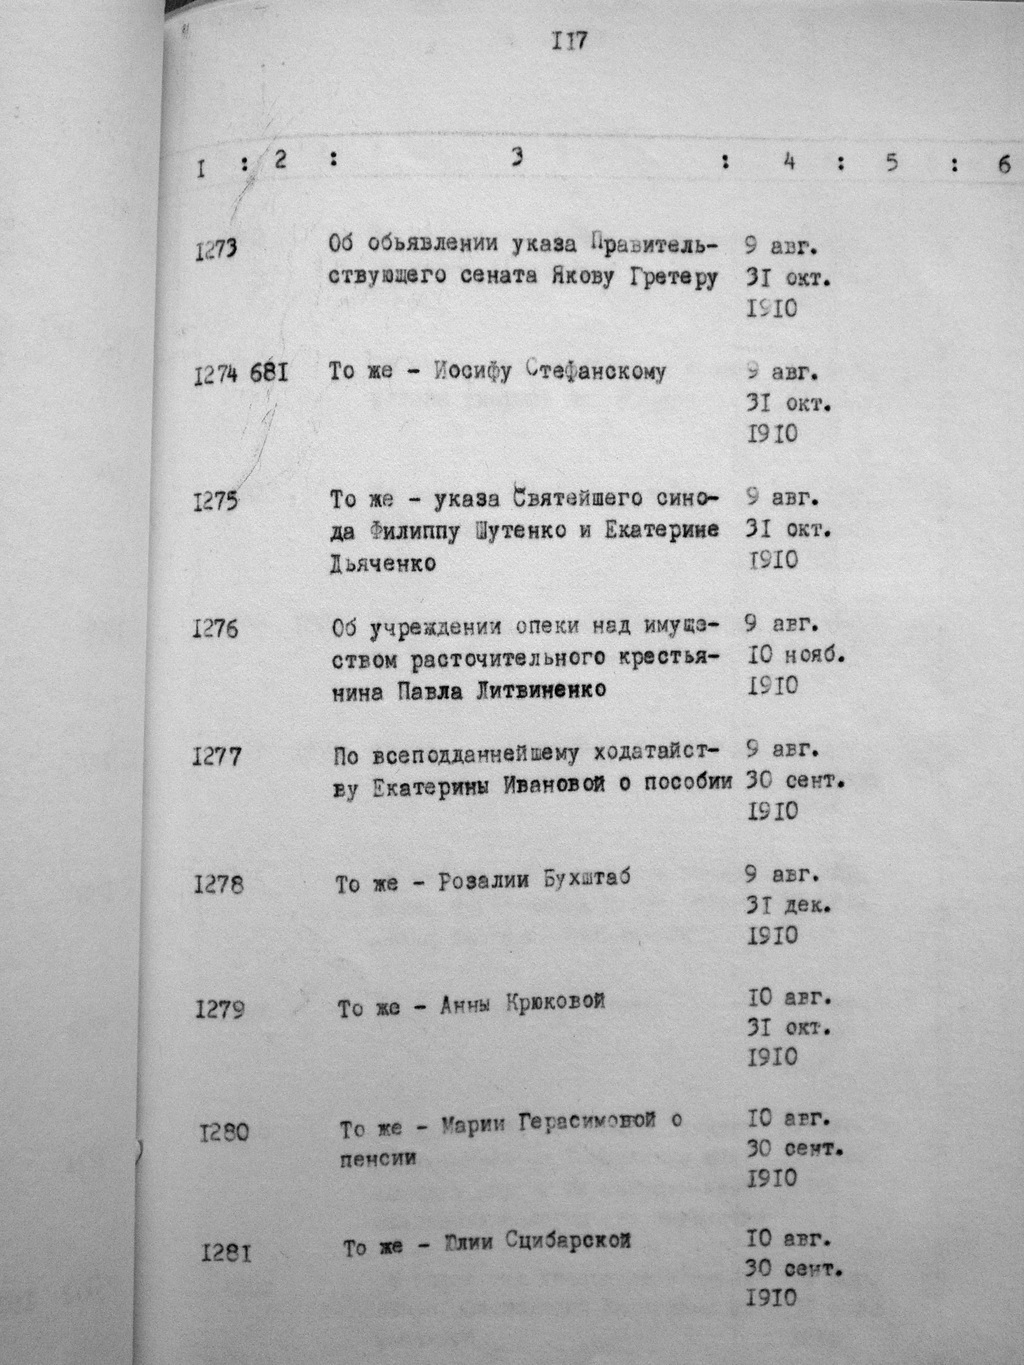 117
1 : 2 : 3 : 4 : 5 : 6
1273 Об обьявлении указа Правитель- 9 авг.
ствующего сената Якову Гретеру 31 окт.
1910
1274 681 То же - Иосифу Стефанскому 9 авг.
31 окт.
1910
1275 То же - указа Святейшего сино- 9 авг.
да Филиппу Шутенко и Екатерине 31 окт.
Дьяченко 1910
1276 Об учреждении опеки над имуще- 9 авг.
ством расточительного крестья- 10 нояб.
нина Павла Литвиненко 1910
1277 По всеподданнейшему ходатайст- 9 авг.
ву Екатерины Ивановой о пособии 30 сент.
1910
1278 То же - Розалии Бухштаб 9 авг.
31 дек.
1910
1279 То же - Анны Крюковой 10 авг.
31 окт.
1910
1280 То же - Марии Герасимовой о 10 авг.
пенсии 30 сент.
1910
1281 То же - Юлии Сцибарской 10 авг.
30 сент.
1910